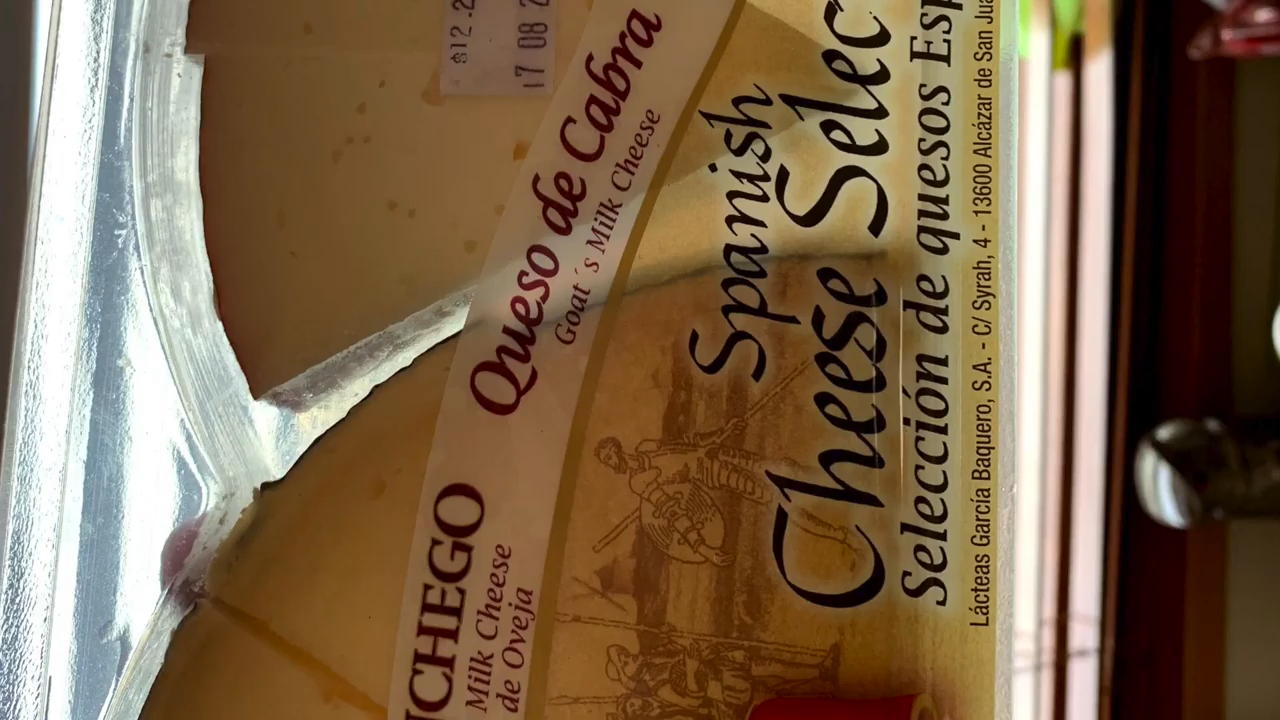 $12.2
17 08 2
Queso de Cabra
Goat´s Milk Cheese
NCHEGO
Milk Cheese
de Oveja
Spanish
Cheese Selec
Selección de quesos Esp
Lácteas García Baquero, S.A. - C/ Syrah, 4 - 13600 Alcázar de San Jua